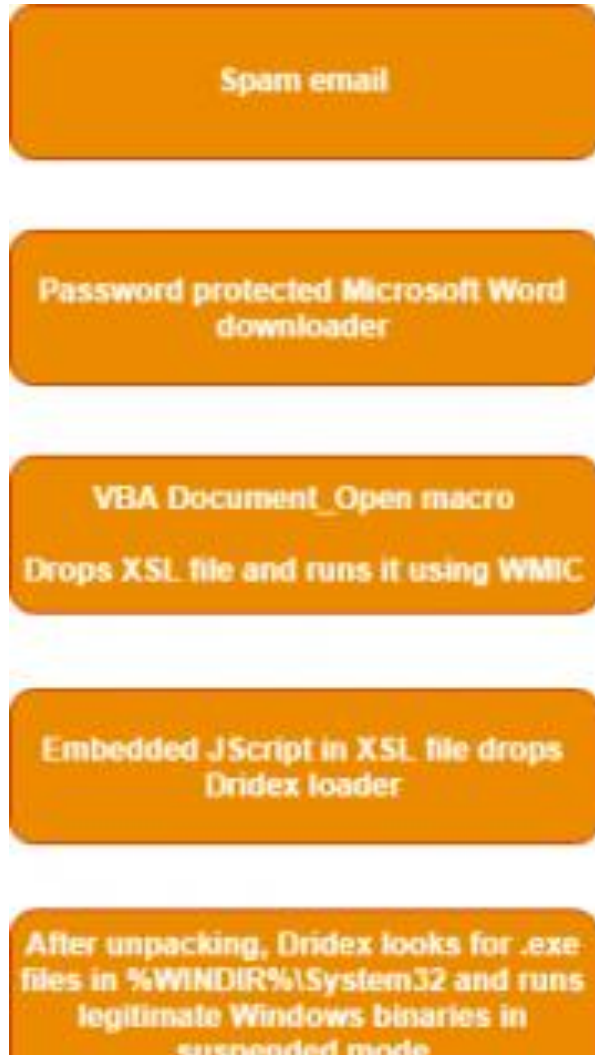 Spam email
Password protected Microsoft Word
downloader
VBA Document_Open macro
Drops XSL file and runs it using WMIC
Embedded JScript in XSL file drops
Dridex loader
After unpacking, Dridex looks for .exe
files in %WINDIR%\System32 and runs
legitimate Windows binaries in
suspended mode